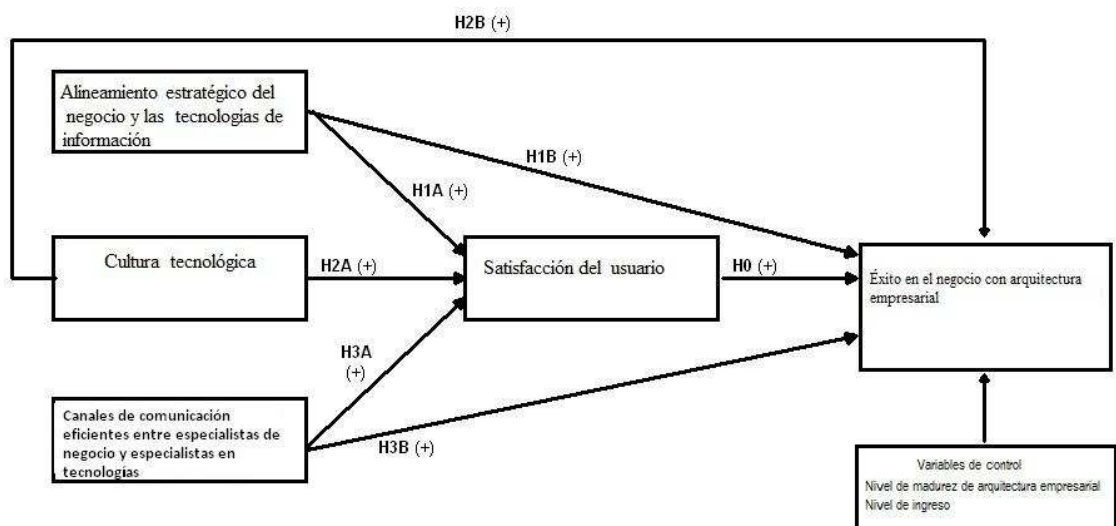 H2B (+)
Alineamiento estratégico del
negocio y las tecnologías de
información
H1B (+)
H1A (+)
Cultura tecnológica
H2A (+)
Satisfacción del usuario
H0 (+)
Éxito en el negocio con arquitectura
empresarial
H3A
(+)
Canales de comunicación
eficientes entre especialistas de
negocio y especialistas en
tecnologías
H3B (+)
Variables de control
Nivel de madurez de arquitectura empresarial
Nivel de ingreso